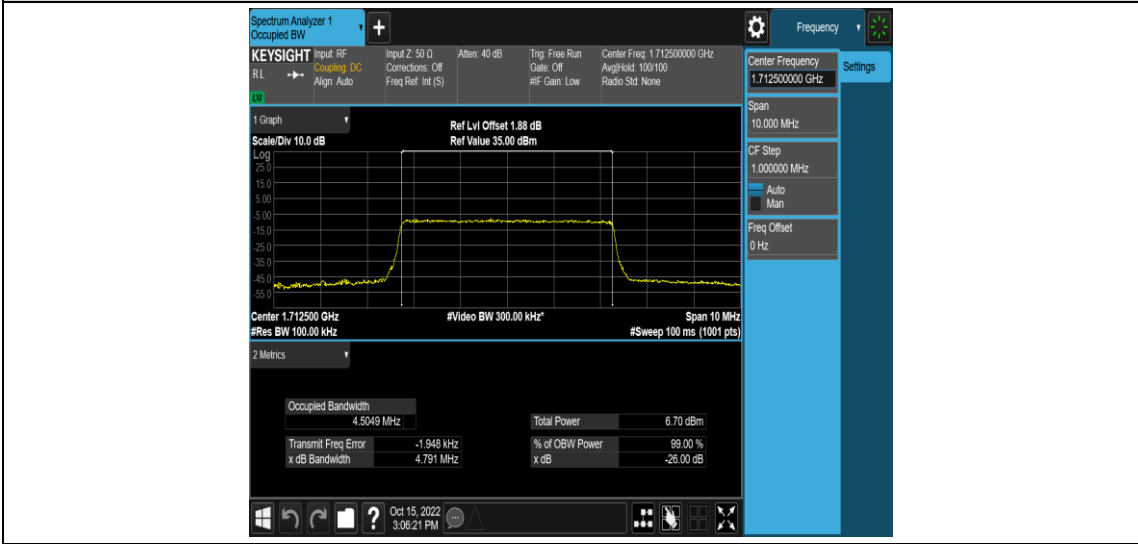 Spectrum Analyzer 1
Occupied BW
+
Frequency
KEYSIGHT
RL
LXI
Input: RF
Coupling: DC
Align: Auto
Input Z: 50 Ω
Corrections: Off
Freq Ref: Int (S)
Atten: 40 dB
Trig: Free Run
Gate: Off
#IF Gain: Low
Center Freq: 1.712500000 GHz
Avg|Hold: 100/100
Radio Std: None
Center Frequency
1.712500000 GHz
Settings
Span
10.000 MHz
CF Step
1.000000 MHz
Auto
Man
Freq Offset
0 Hz
1 Graph
Scale/Div 10.0 dB
Ref Lvl Offset 1.88 dB
Ref Value 35.00 dBm
Log
25.0
15.0
5.00
-5.00
-15.0
-25.0
-35.0
-45.0
-55.0
Center 1.712500 GHz
#Video BW 300.00 kHz*
Span 10 MHz
#Res BW 100.00 kHz
#Sweep 100 ms (1001 pts)
2 Metrics
Occupied Bandwidth
4.5049 MHz
Total Power 6.70 dBm
Transmit Freq Error -1.948 kHz
% of OBW Power 99.00 %
x dB Bandwidth 4.791 MHz
x dB -26.00 dB
?
Oct 15, 2022
3:06:21 PM